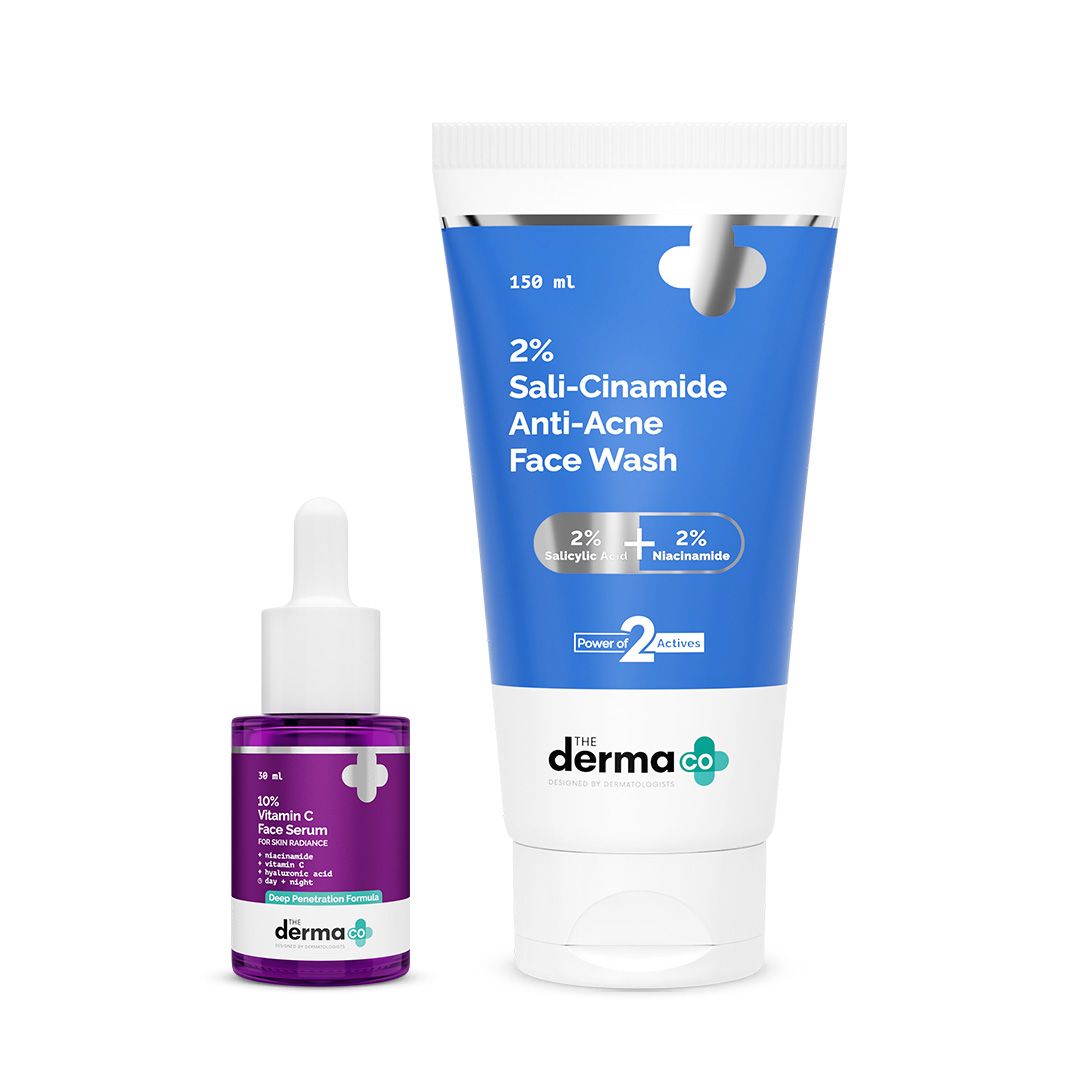 150 ml
2%
Sali-Cinamide
Anti-Acne
Face Wash
2% + 2%
Salicylic Acid Niacinamide
Power of 2 Actives
THE
derma co
DESIGNED BY DERMATOLOGISTS
30 ml
10%
Vitamin C
Face Serum
FOR SKIN RADIANCE
+ niacinamide
+ vitamin C
+ hyaluronic acid
day + night
Deep Penetration Formula
THE
derma co
DESIGNED BY DERMATOLOGISTS